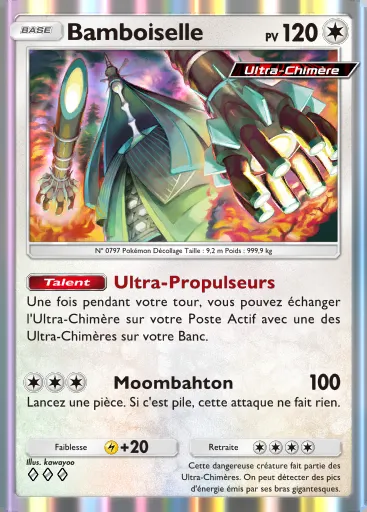 BASE Bamboiselle PV 120
Ultra-Chimère
N° 0797 Pokémon Décollage Taille : 9,2 m Poids : 999,9 kg
Talent Ultra-Propulseurs
Une fois pendant votre tour, vous pouvez échanger
l'Ultra-Chimère sur votre Poste Actif avec une des
Ultra-Chimères sur votre Banc.
Moombahton 100
Lancez une pièce. Si c'est pile, cette attaque ne fait rien.
Faiblesse +20 Retraite
Illus. kawayoo
Cette dangereuse créature fait partie des
Ultra-Chimères. On peut détecter des pics
d'énergie émis par ses bras gigantesques.